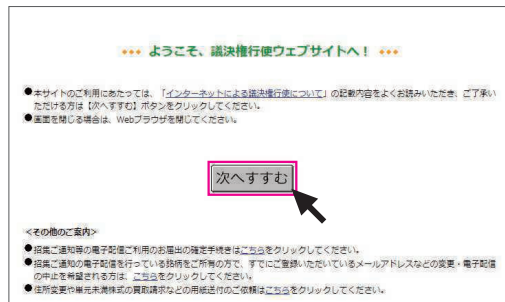 ••• ようこそ、議決権行使ウェブサイトへ！ •••
●本サイトのご利用にあたっては、「インターネットによる議決権行使について」の記載内容をよくお読みいただき、ご了承い
ただける方は【次へすすむ】ボタンをクリックしてください。
●画面を閉じる場合は、Webブラウザを閉じてください。
次へすすむ
<その他のご案内>
●招集ご通知等の電子配信ご利用のお届出の確定手続きはこちらをクリックしてください。
●招集ご通知の電子配信を行っている銘柄をご所有の方で、すでにご登録いただいているメールアドレスなどの変更・電子配信
の中止を希望される方は、こちらをクリックしてください。
●住所変更や単元未満株式の買取請求などの用紙送付のご依頼はこちらをクリックしてください。